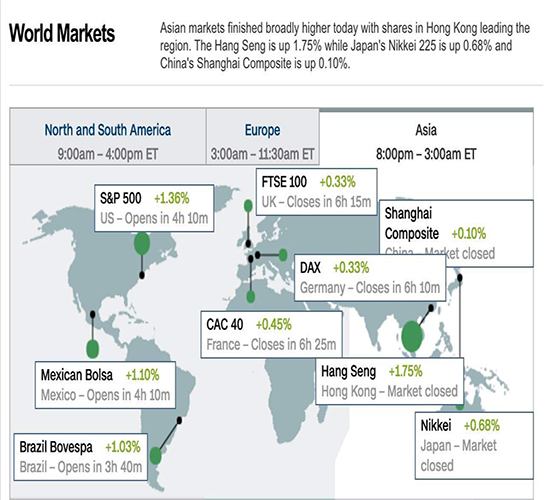 World Markets
Asian markets finished broadly higher today with shares in Hong Kong leading the
region. The Hang Seng is up 1.75% while Japan's Nikkei 225 is up 0.68% and
China's Shanghai Composite is up 0.10%.
North and South America
9:00am – 4:00pm ET
Europe
3:00am – 11:30am ET
Asia
8:00pm – 3:00am ET
S&P 500 +1.36%
US – Opens in 4h 10m
FTSE 100 +0.33%
UK – Closes in 6h 15m
Shanghai
Composite +0.10%
China – Market closed
DAX +0.33%
Germany – Closes in 6h 10m
CAC 40 +0.45%
France – Closes in 6h 25m
Mexican Bolsa +1.10%
Mexico – Opens in 4h 10m
Hang Seng +1.75%
Hong Kong – Market closed
Nikkei +0.68%
Japan – Market
closed
Brazil Bovespa +1.03%
Brazil – Opens in 3h 40m